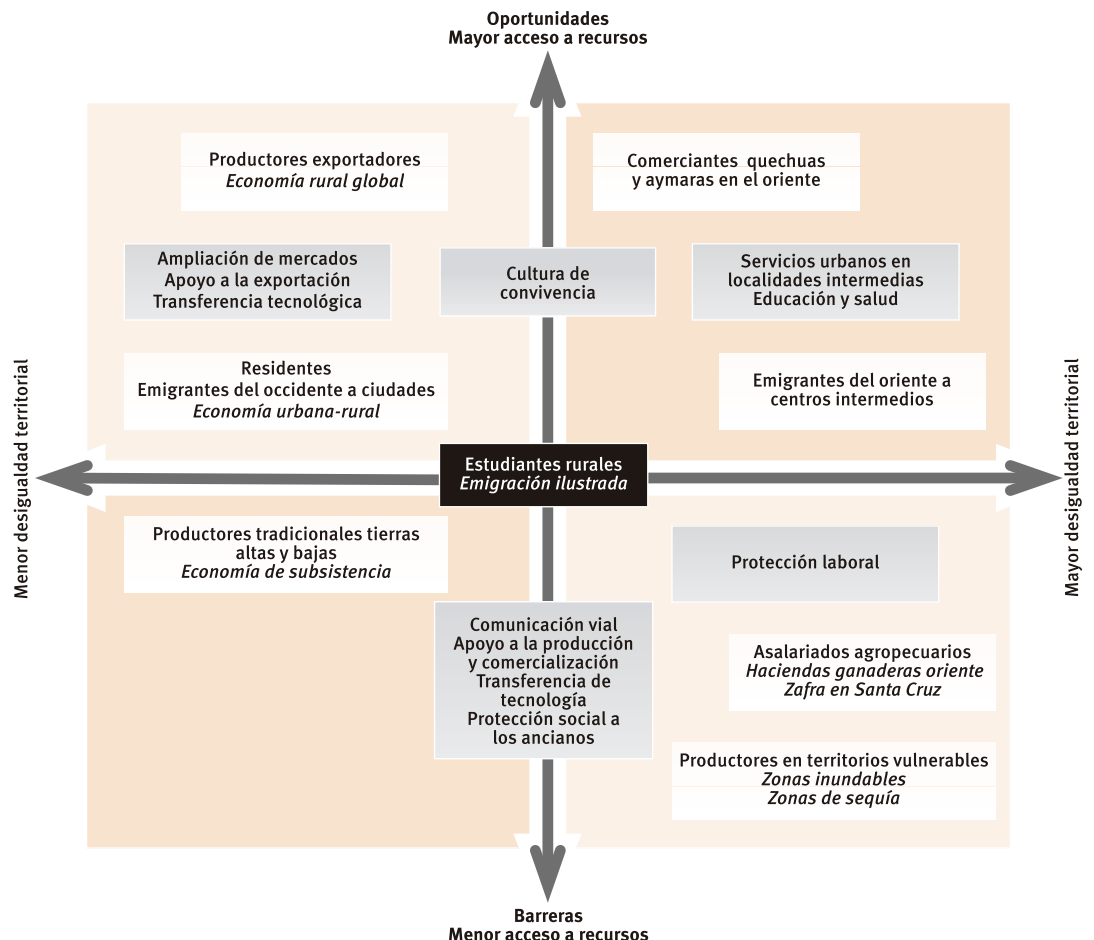 Oportunidades
Mayor acceso a recursos
Productores exportadores
Economía rural global
Comerciantes quechuas
y aymaras en el oriente
Ampliación de mercados
Apoyo a la exportación
Transferencia tecnológica
Cultura de
convivencia
Servicios urbanos en
localidades intermedias
Educación y salud
Residentes
Emigrantes del occidente a ciudades
Economía urbana-rural
Emigrantes del oriente a
centros intermedios
Menor desigualdad territorial
Estudiantes rurales
Emigración ilustrada
Mayor desigualdad territorial
Productores tradicionales tierras
altas y bajas
Economía de subsistencia
Protección laboral
Comunicación vial
Apoyo a la producción
y comercialización
Transferencia de
tecnología
Protección social a
los ancianos
Asalariados agropecuarios
Haciendas ganaderas oriente
Zafra en Santa Cruz
Productores en territorios vulnerables
Zonas inundables
Zonas de sequía
Barreras
Menor acceso a recursos